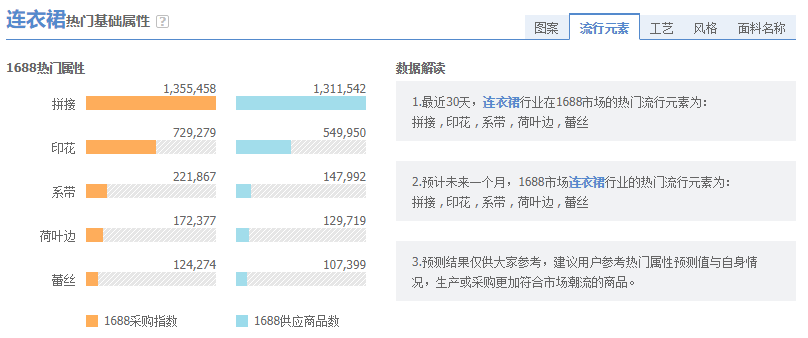 连衣裙热门基础属性 ?
图案 流行元素 工艺 风格 面料名称
1688热门属性
1,355,458 1,311,542
拼接
729,279 549,950
印花
221,867 147,992
系带
172,377 129,719
荷叶边
124,274 107,399
蕾丝
1688采购指数 1688供应商品数
数据解读
1.最近30天，连衣裙行业在1688市场的热门流行元素为：
拼接 , 印花 , 系带 , 荷叶边 , 蕾丝
2.预计未来一个月，1688市场连衣裙行业的热门流行元素为：
拼接 , 印花 , 系带 , 荷叶边 , 蕾丝
3.预测结果仅供大家参考，建议用户参考热门属性预测值与自身情
况，生产或采购更加符合市场潮流的商品。